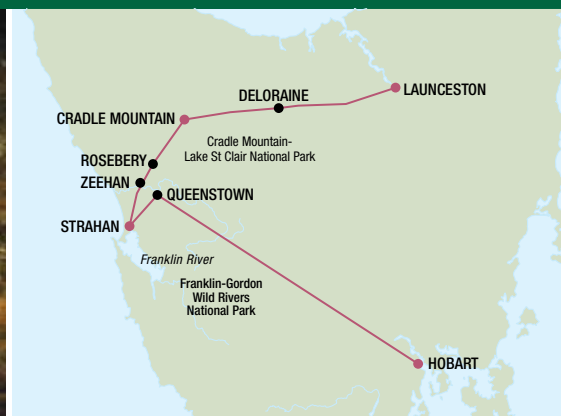 DELORAINE
LAUNCESTON
CRADLE MOUNTAIN
Cradle Mountain-
Lake St Clair National Park
ROSEBERY
ZEEHAN
QUEENSTOWN
STRAHAN
Franklin River
Franklin-Gordon
Wild Rivers
National Park
HOBART